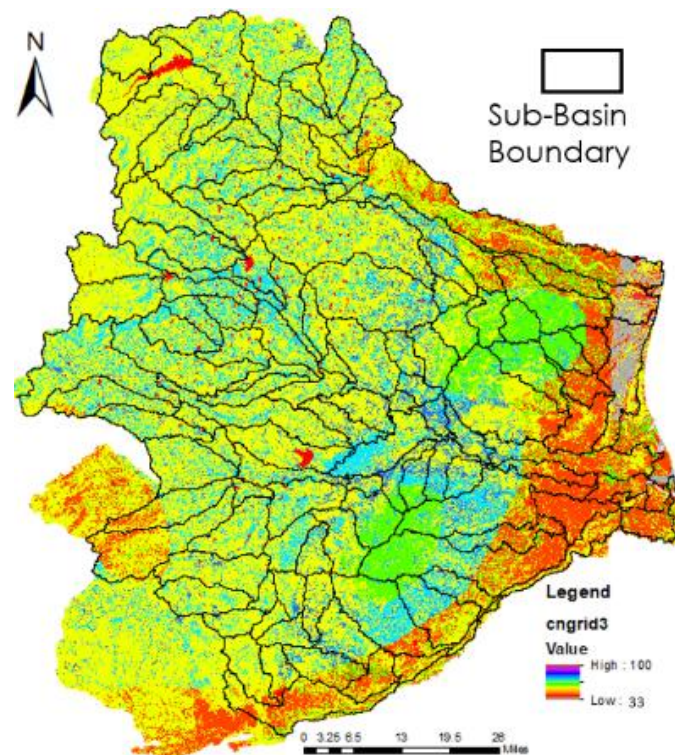 N
Sub-Basin
Boundary
Legend
cngrid3
Value
High : 100
Low : 33
0 3.25 6.5 13 19.5 26
Miles